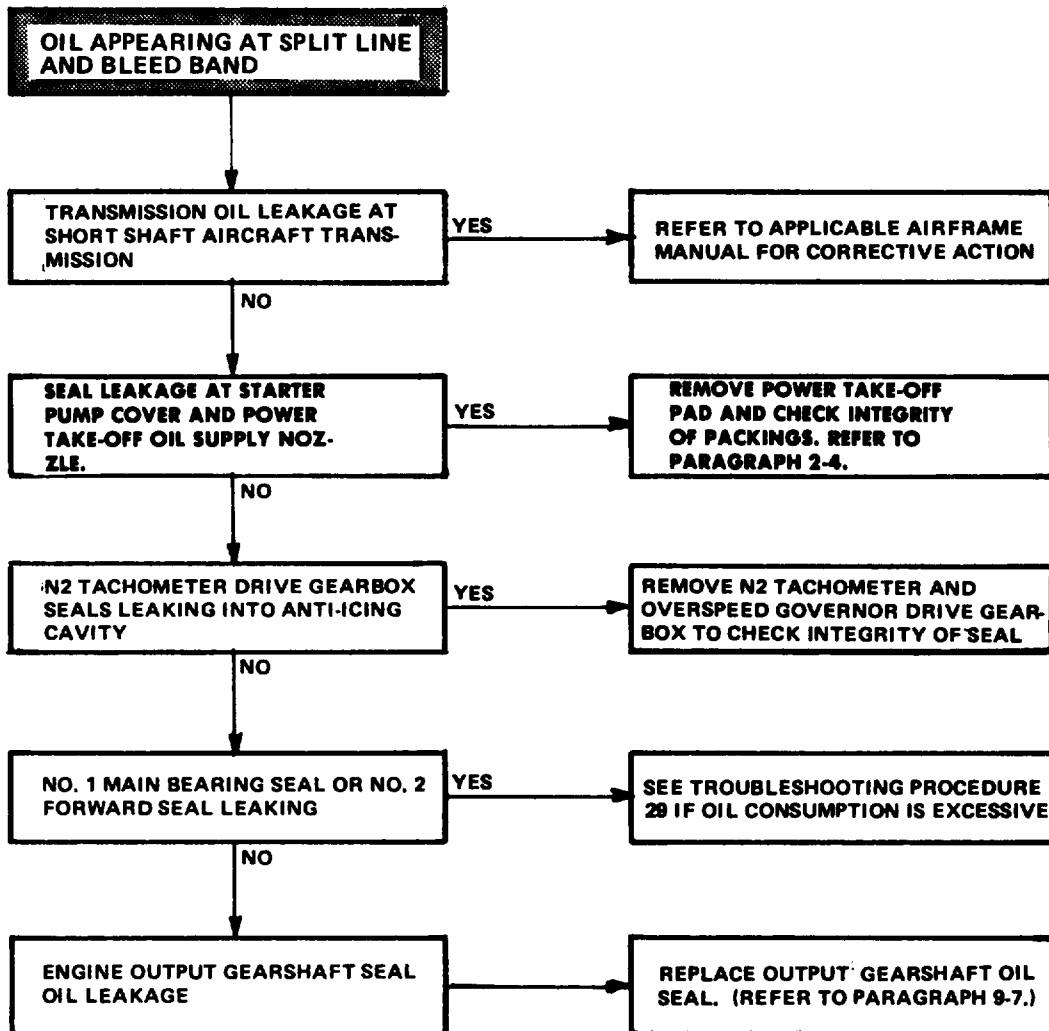 OIL APPEARING AT SPLIT LINE
AND BLEED BAND
TRANSMISSION OIL LEAKAGE AT
SHORT SHAFT AIRCRAFT TRANS-
MISSION
YES
REFER TO APPLICABLE AIRFRAME
MANUAL FOR CORRECTIVE ACTION
NO
SEAL LEAKAGE AT STARTER
PUMP COVER AND POWER
TAKE-OFF OIL SUPPLY NOZ-
ZLE.
YES
REMOVE POWER TAKE-OFF
PAD AND CHECK INTEGRITY
OF PACKINGS. REFER TO
PARAGRAPH 2-4.
NO
N2 TACHOMETER DRIVE GEARBOX
SEALS LEAKING INTO ANTI-ICING
CAVITY
YES
REMOVE N2 TACHOMETER AND
OVERSPEED GOVERNOR DRIVE GEAR-
BOX TO CHECK INTEGRITY OF SEAL
NO
NO. 1 MAIN BEARING SEAL OR NO. 2
FORWARD SEAL LEAKING
YES
SEE TROUBLESHOOTING PROCEDURE
29 IF OIL CONSUMPTION IS EXCESSIVE
NO
ENGINE OUTPUT GEARSHAFT SEAL
OIL LEAKAGE
REPLACE OUTPUT GEARSHAFT OIL
SEAL. (REFER TO PARAGRAPH 9-7.)